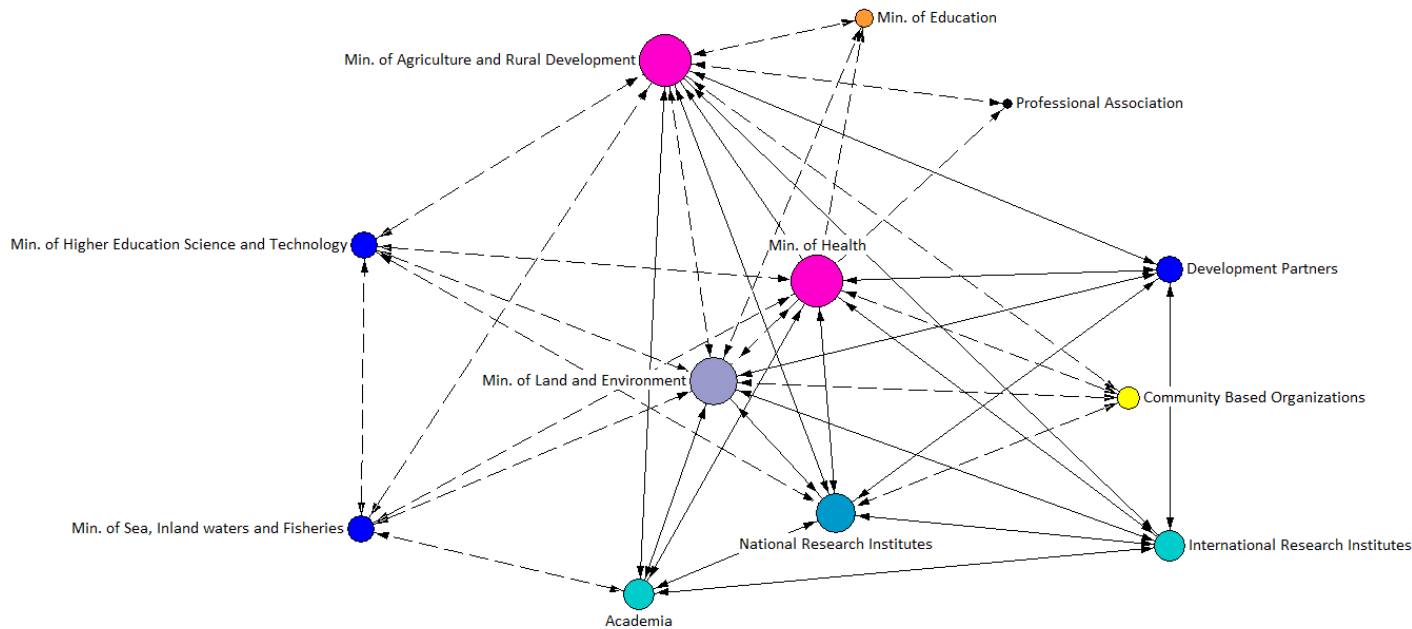 Min. of Education
Min. of Agriculture and Rural Development
Professional Association
Min. of Higher Education Science and Technology
Min. of Health
Development Partners
Min. of Land and Environment
Community Based Organizations
Min. of Sea, Inland waters and Fisheries
National Research Institutes
International Research Institutes
Academia